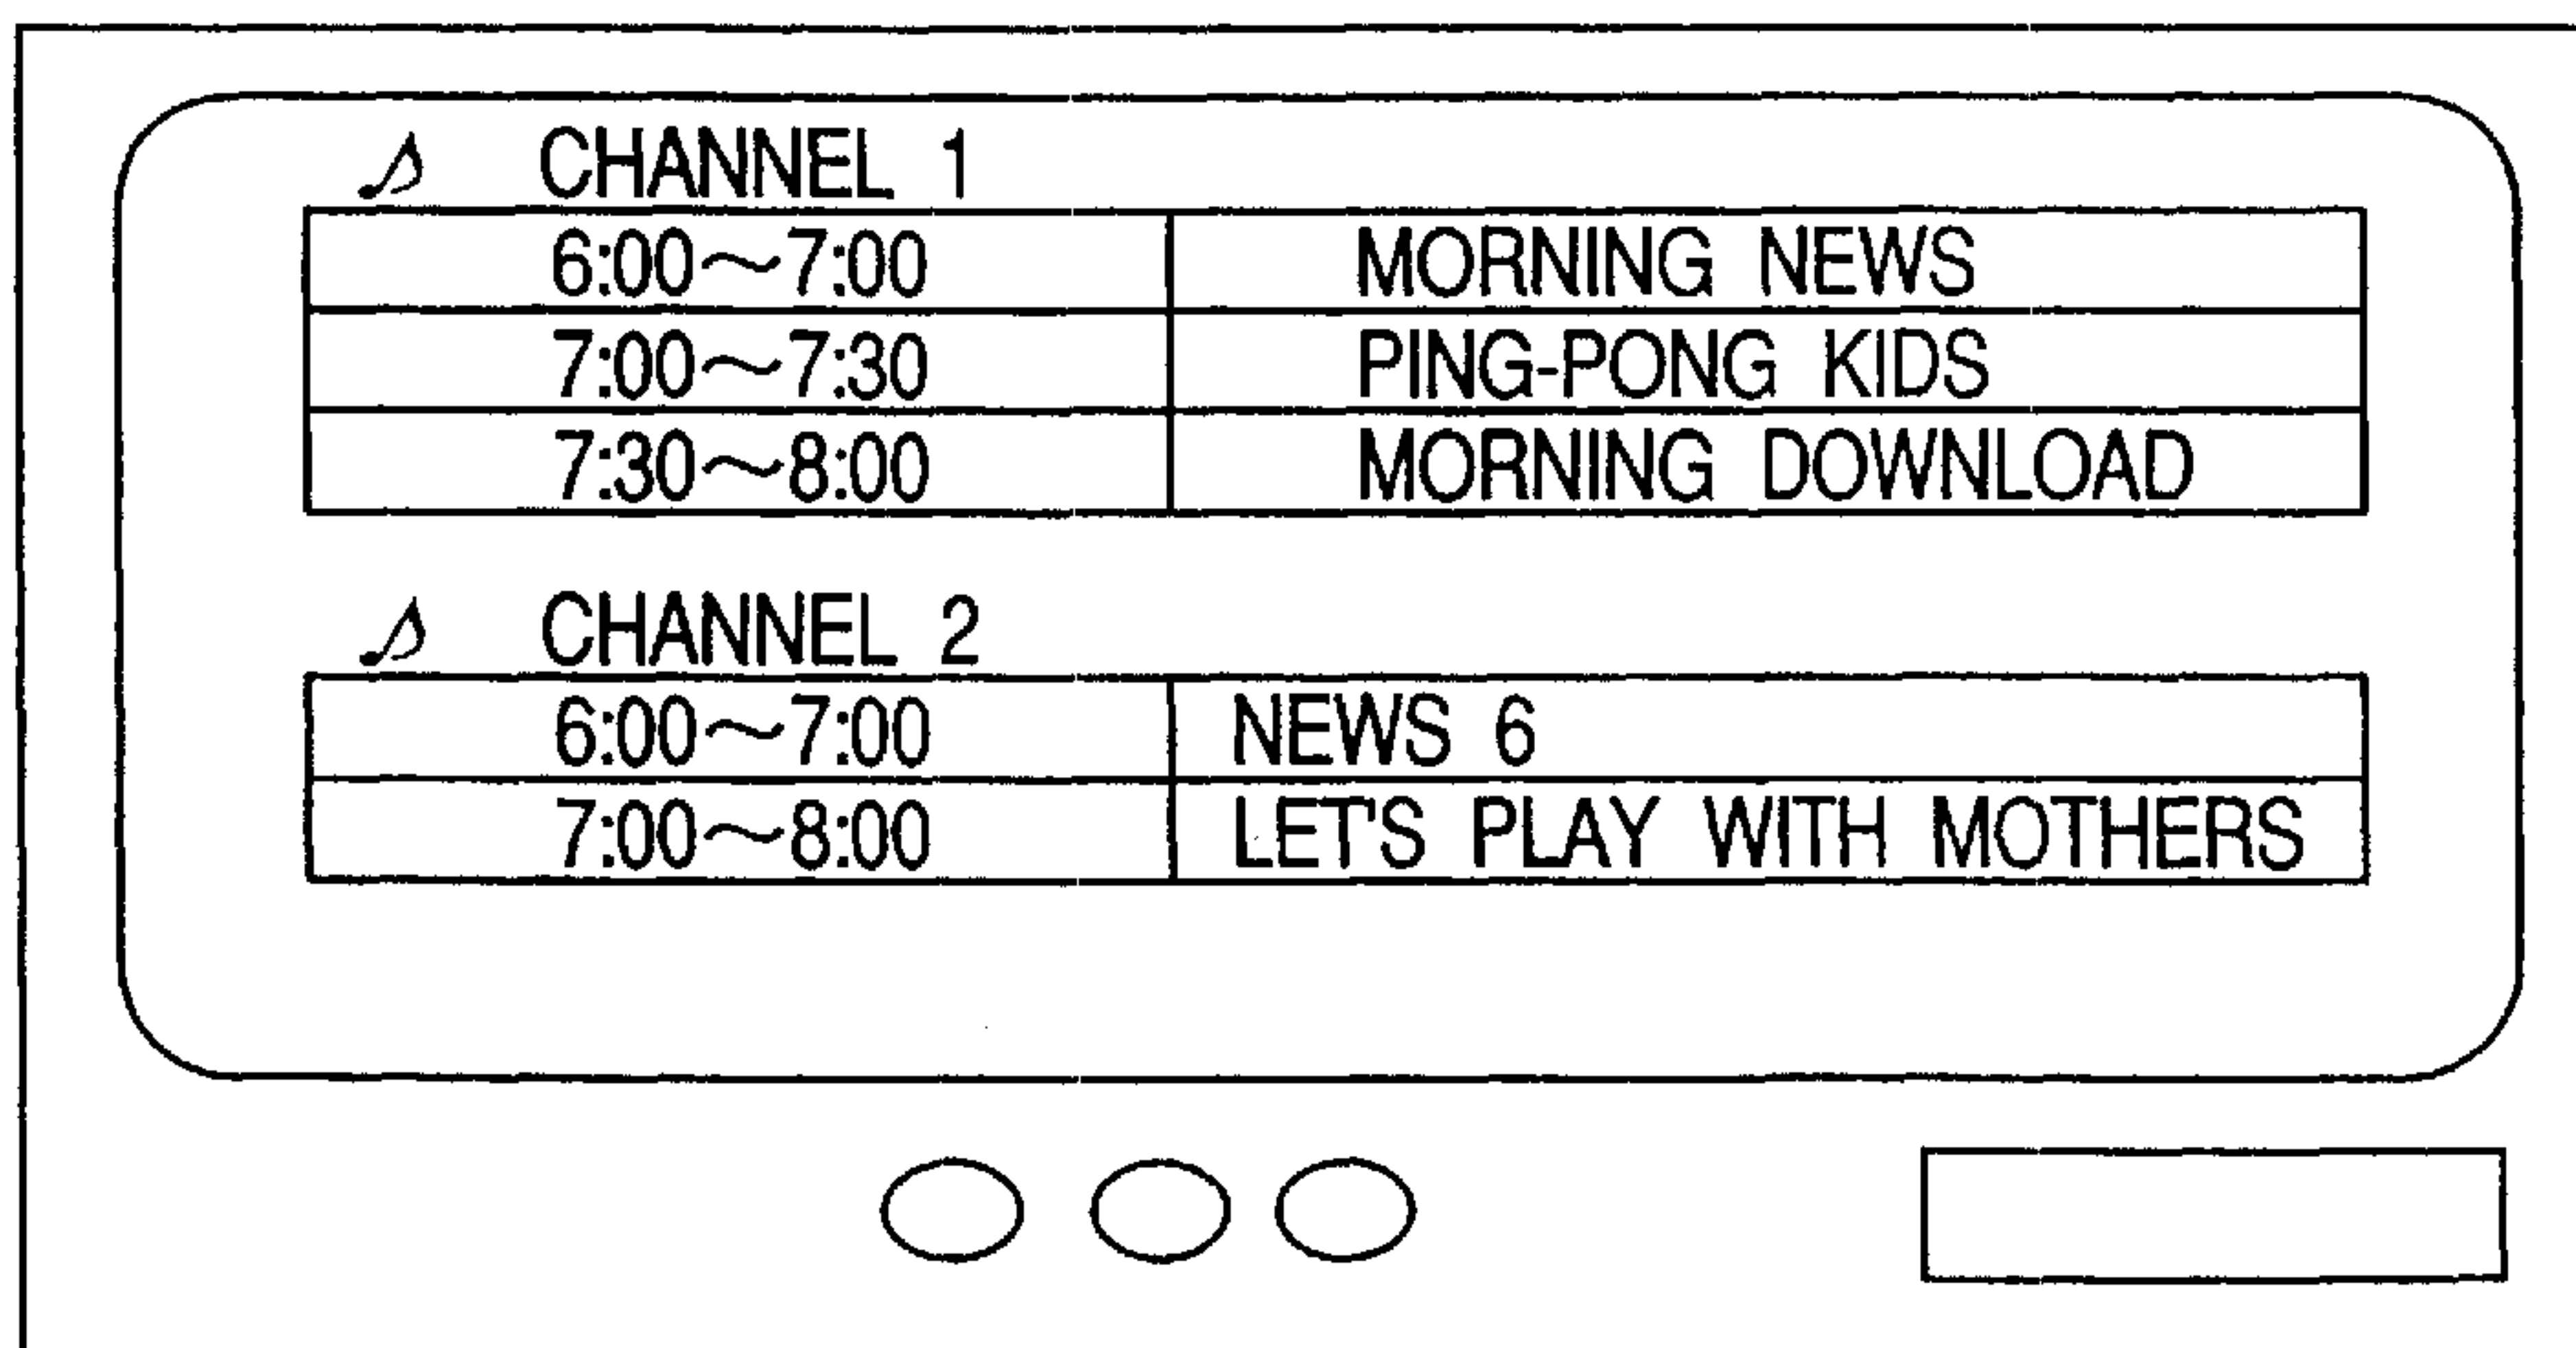 ♪ CHANNEL 1
6:00～7:00 MORNING NEWS
7:00～7:30 PING-PONG KIDS
7:30～8:00 MORNING DOWNLOAD
♪ CHANNEL 2
6:00～7:00 NEWS 6
7:00～8:00 LET'S PLAY WITH MOTHERS